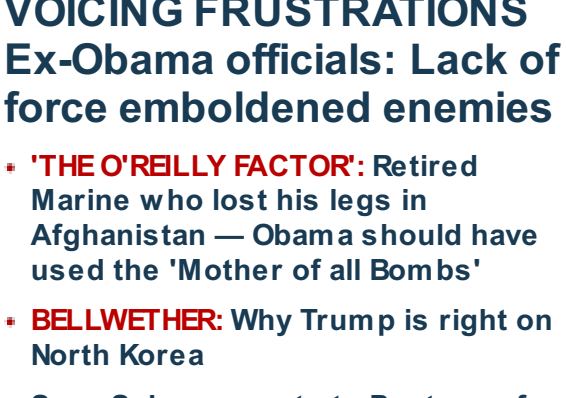 VOICING FRUSTRATIONS
Ex-Obama officials: Lack of
force emboldened enemies
'THE O'REILLY FACTOR': Retired
Marine who lost his legs in
Afghanistan — Obama should have
used the 'Mother of all Bombs'
BELLWETHER: Why Trump is right on
North Korea